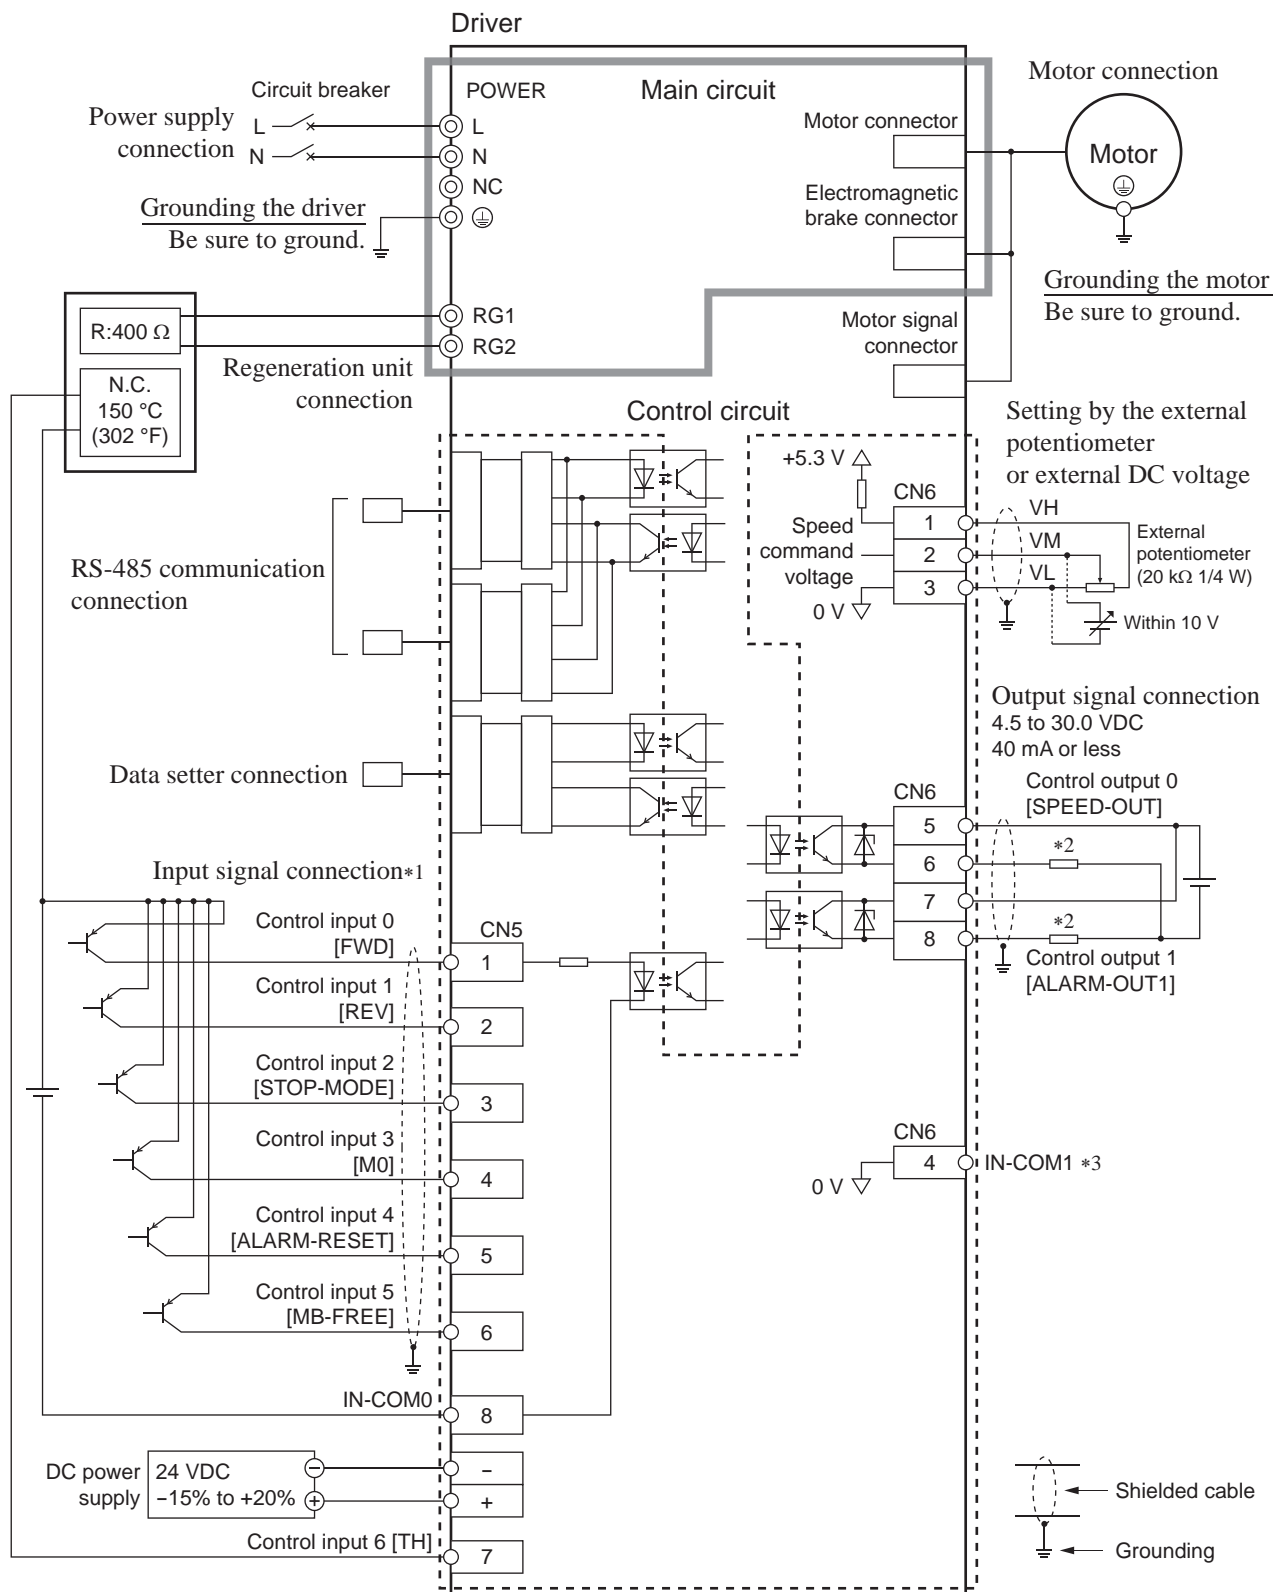 Driver
Circuit breaker
POWER
Main circuit
Motor connection
Power supply
connection
L
N
L
N
NC
Motor connector
Motor
Electromagnetic
brake connector
Grounding the driver
Be sure to ground.
Grounding the motor
Be sure to ground.
R:400 Ω
RG1
RG2
Motor signal
connector
Regeneration unit
connection
N.C.
150 °C
(302 °F)
Control circuit
Setting by the external
potentiometer
or external DC voltage
+5.3 V
CN6
1
2
3
Speed
command
voltage
0 V
VH
VM
VL
External
potentiometer
(20 kΩ 1/4 W)
Within 10 V
RS-485 communication
connection
Output signal connection
4.5 to 30.0 VDC
40 mA or less
Data setter connection
Control output 0
[SPEED-OUT]
CN6
5
6
7
8
*2
*2
Control output 1
[ALARM-OUT1]
Input signal connection*1
Control input 0
[FWD]
CN5
1
Control input 1
[REV]
2
Control input 2
[STOP-MODE]
3
Control input 3
[M0]
4
CN6
4
IN-COM1 *3
0 V
Control input 4
[ALARM-RESET]
5
Control input 5
[MB-FREE]
6
IN-COM0
8
DC power
supply
24 VDC
−15% to +20%
−
+
−
+
Control input 6 [TH]
7
Shielded cable
Grounding